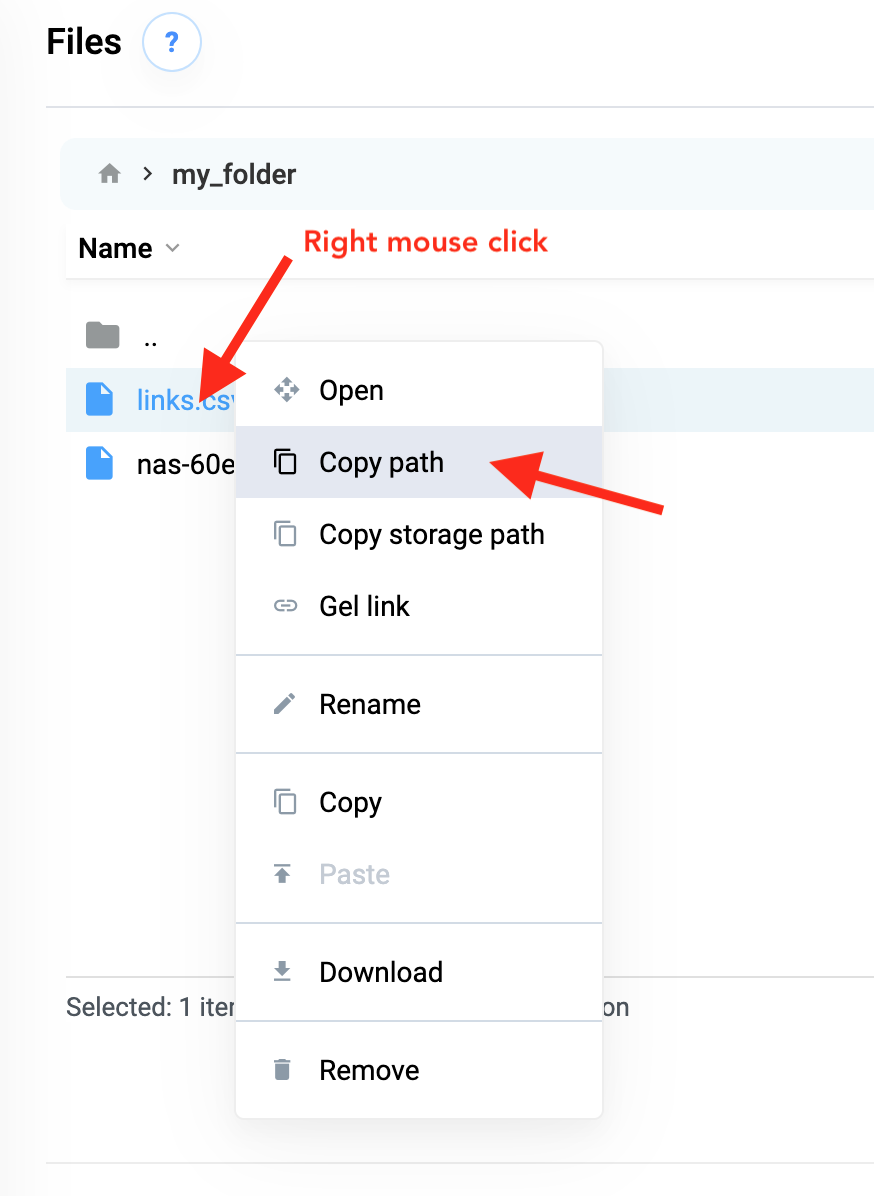 Files ?
my_folder
Name
Right mouse click
..
links.csv
nas-60e
Open
Copy path
Copy storage path
Gel link
Rename
Copy
Paste
Download
Selected: 1 iter on
Remove